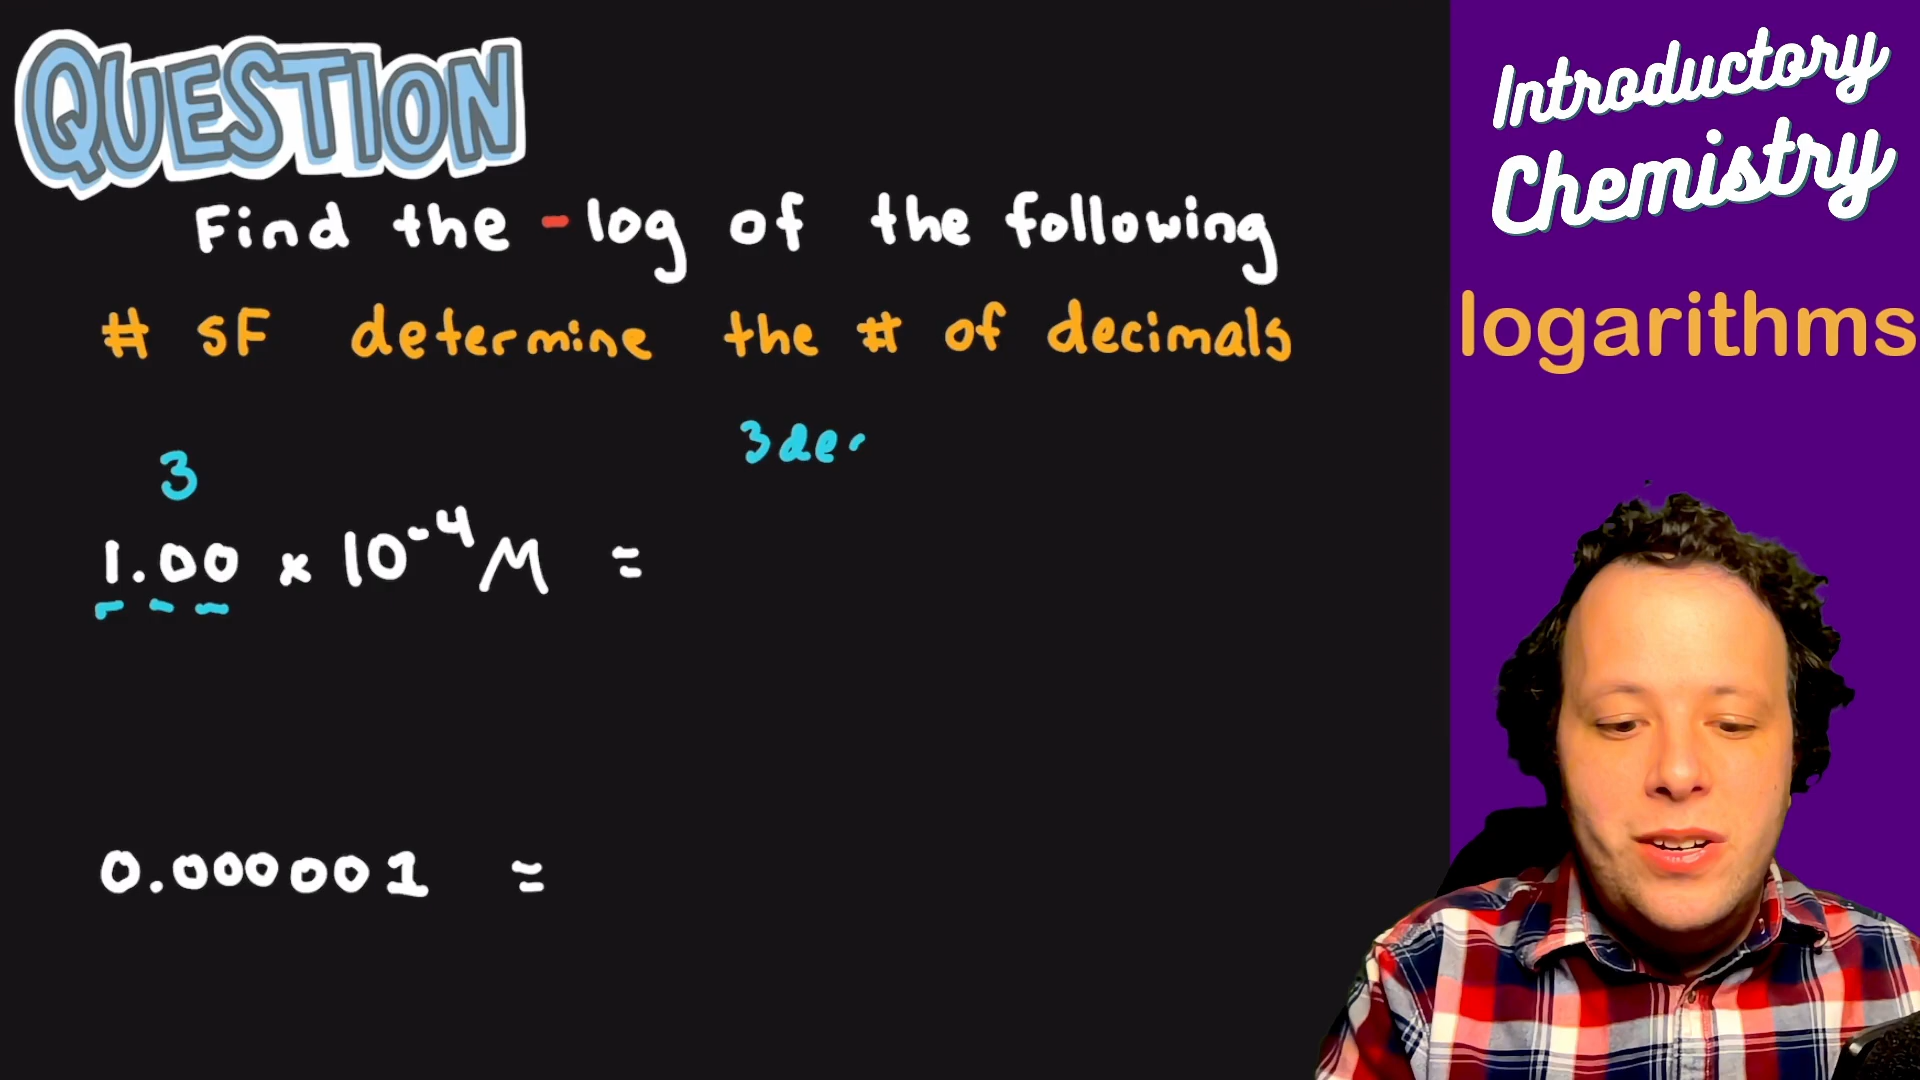 QUESTION
Find the -log of the following
# SF determine the # of decimals
3
3 de
1.00 x 10⁻⁴ M =
0.000001 =
Introductory
Chemistry
logarithms